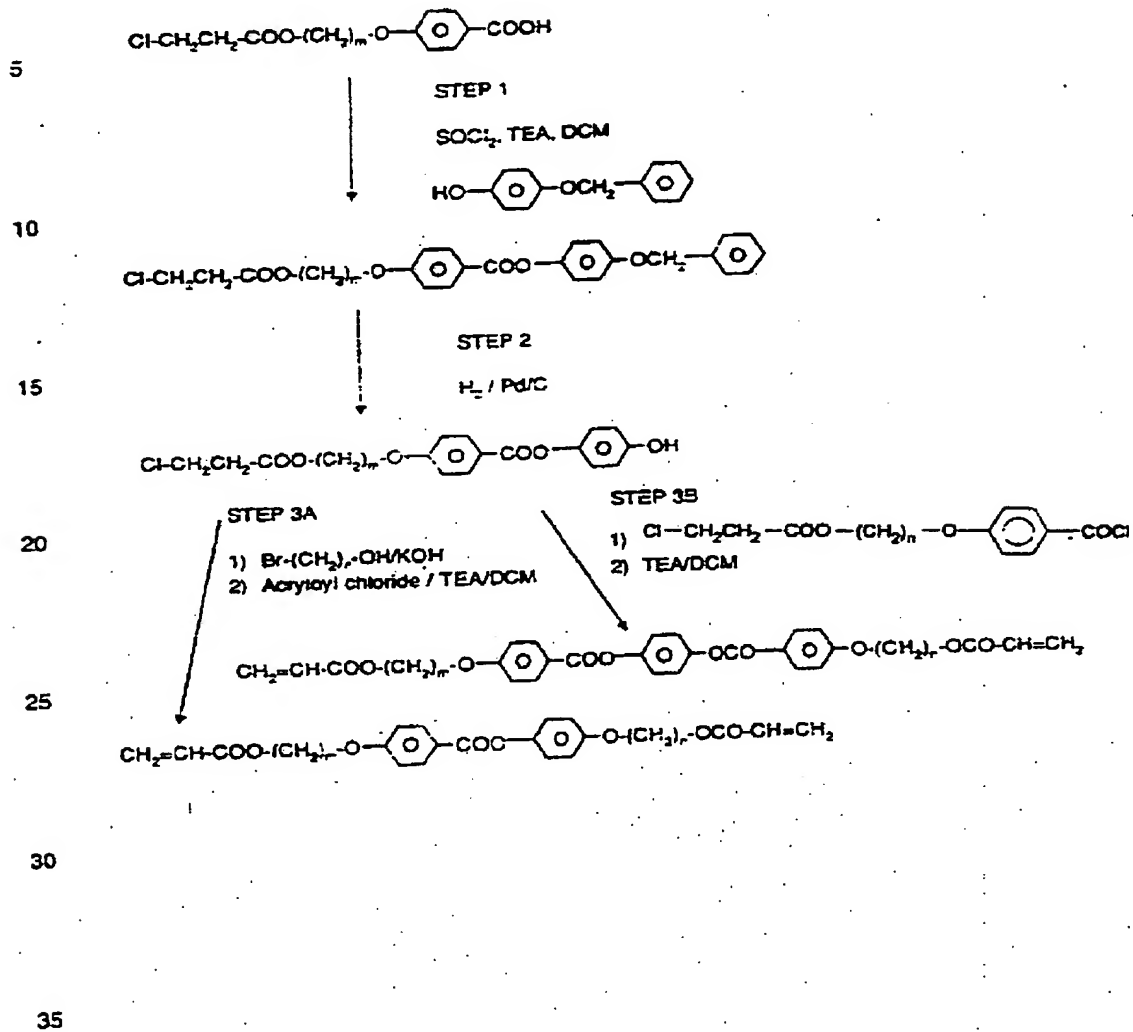 Cl-CH2CH2-COO-(CH2)m-O- -COOH
5
STEP 1
SOCl2, TEA, DCM
HO- -OCH2-
10
Cl-CH2CH2-COO-(CH2)n-O- -COO- -OCH2-
STEP 2
15
H2 / Pd/C
Cl-CH2CH2-COO-(CH2)n-O- -COO- -OH
STEP 3A
STEP 3B
1) Cl-CH2CH2-COO-(CH2)n-O- -COCl
20
1) Br-(CH2)r-OH/KOH
2) TEA/DCM
2) Acryloyl chloride / TEA/DCM
CH2=CH-COO-(CH2)n-O- -COO- -OCO- -O-(CH2)r-OCO-CH=CH2
25
CH2=CH-COO-(CH2)r-O- -COC- -O-(CH2)r-OCO-CH=CH2
30
35